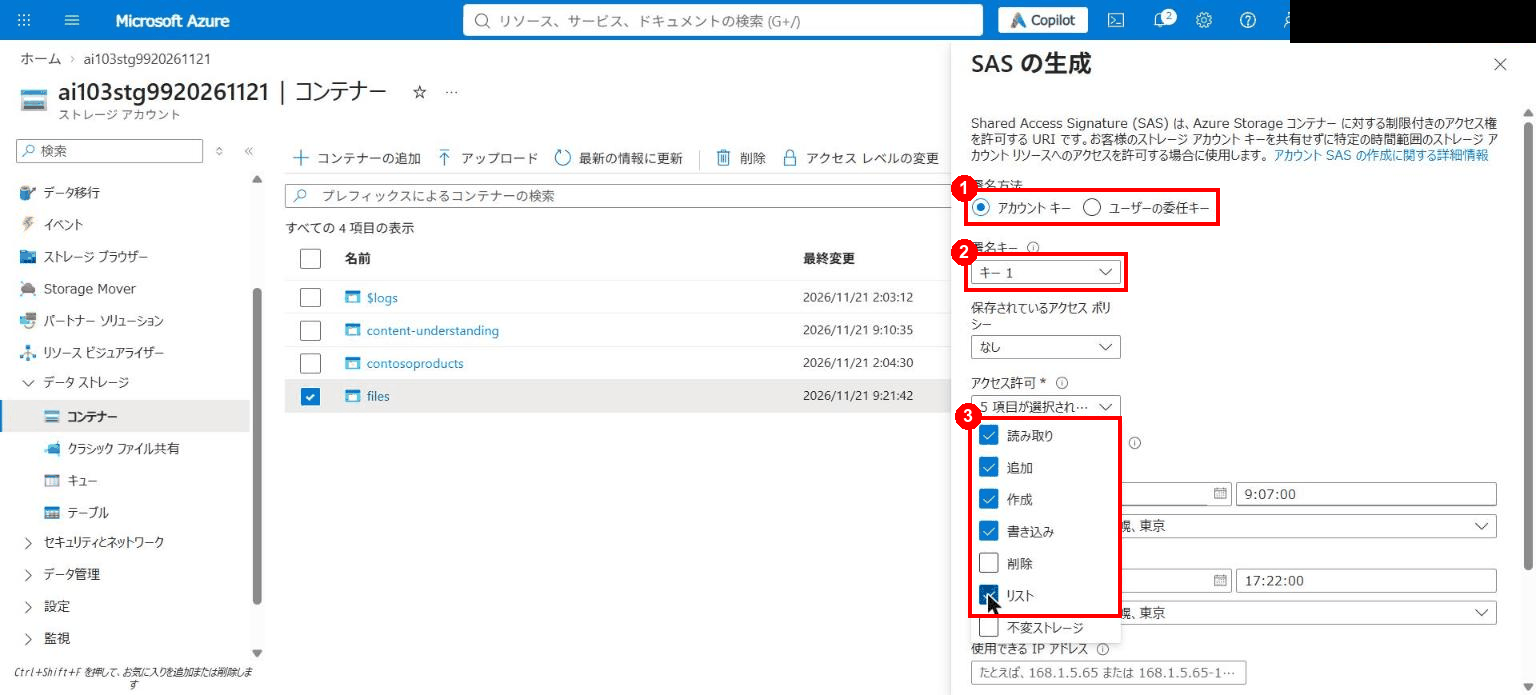 Microsoft Azure
リソース、サービス、ドキュメントの検索 (G+/)
Copilot
2
ホーム › ai103stg9920261121
ai103stg9920261121 | コンテナー
ストレージ アカウント
検索
データ移行
イベント
ストレージ ブラウザー
Storage Mover
パートナー ソリューション
リソース ビジュアライザー
データ ストレージ
コンテナー
クラシック ファイル共有
キュー
テーブル
セキュリティとネットワーク
データ管理
設定
監視
Ctrl+Shift+F を押して、お気に入りを追加または削除しま
す
コンテナーの追加 アップロード 最新の情報に更新 削除 アクセス レベルの変更
プレフィックスによるコンテナーの検索
すべての 4 項目の表示
名前 最終変更
$logs 2026/11/21 2:03:12
content-understanding 2026/11/21 9:10:35
contosoproducts 2026/11/21 2:04:30
files 2026/11/21 9:21:42
SAS の生成
Shared Access Signature (SAS) は、Azure Storage コンテナー に対する制限付きのアクセス権
を許可する URI です。お客様のストレージ アカウント キーを共有せずに特定の時間範囲のストレージ ア
カウント リソースへのアクセスを許可する場合に使用します。 アカウント SAS の作成に関する詳細情報
署名方法
1
アカウント キー ユーザーの委任キー
署名キー
2
キー 1
保存されているアクセス ポリ
シー
なし
アクセス許可 *
5 項目が選択され…
3
読み取り
追加
作成
書き込み
削除
リスト
不変ストレージ
9:07:00
幌、東京
17:22:00
幌、東京
使用できる IP アドレス
たとえば、168.1.5.65 または 168.1.5.65-1…